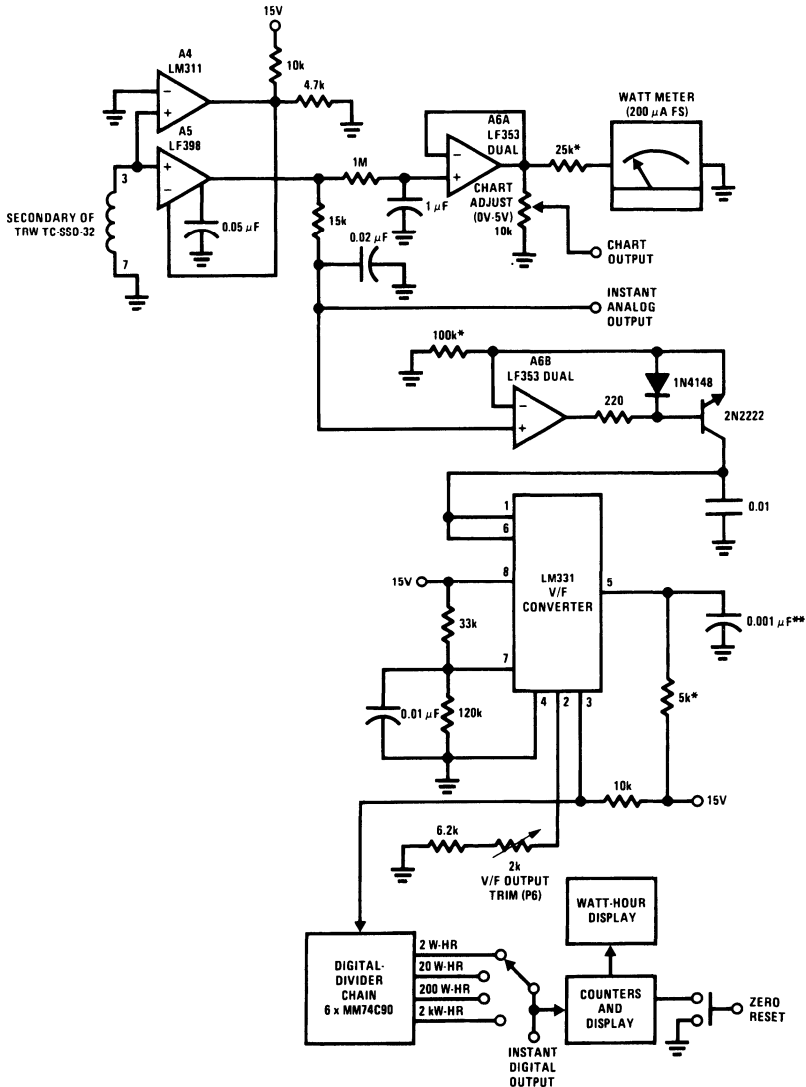 15V
A4
LM311
10k
4.7k
−
+
A5
LF398
+
−
3
7
SECONDARY OF
TRW TC-SSD-32
0.05 μF
1M
15k
0.02 μF
1 μF
A6A
LF353
DUAL
−
+
25k*
WATT METER
(200 μA FS)
CHART
ADJUST
(0V-5V)
10k
CHART
OUTPUT
INSTANT
ANALOG
OUTPUT
100k*
A6B
LF353 DUAL
−
+
220
1N4148
2N2222
0.01
1
6
8
7
LM331
V/F
CONVERTER
5
4 2 3
15V
33k
0.01 μF
120k
0.001 μF**
5k*
10k
15V
6.2k
2k
V/F OUTPUT
TRIM (P6)
DIGITAL-
DIVIDER
CHAIN
6 x MM74C90
2 W-HR
20 W-HR
200 W-HR
2 kW-HR
INSTANT
DIGITAL
OUTPUT
WATT-HOUR
DISPLAY
COUNTERS
AND
DISPLAY
ZERO
RESET